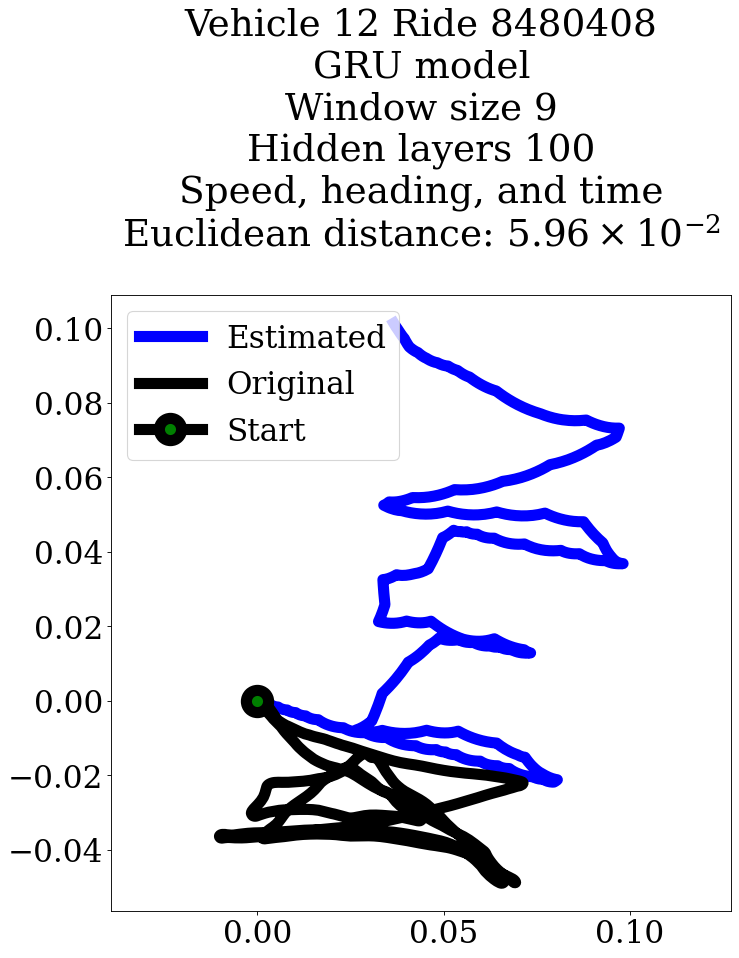 Vehicle 12 Ride 8480408
GRU model
Window size 9
Hidden layers 100
Speed, heading, and time
Euclidean distance: 5.96 × 10⁻²
Estimated
Original
Start
0.10
0.08
0.06
0.04
0.02
0.00
−0.02
−0.04
0.00 0.05 0.10